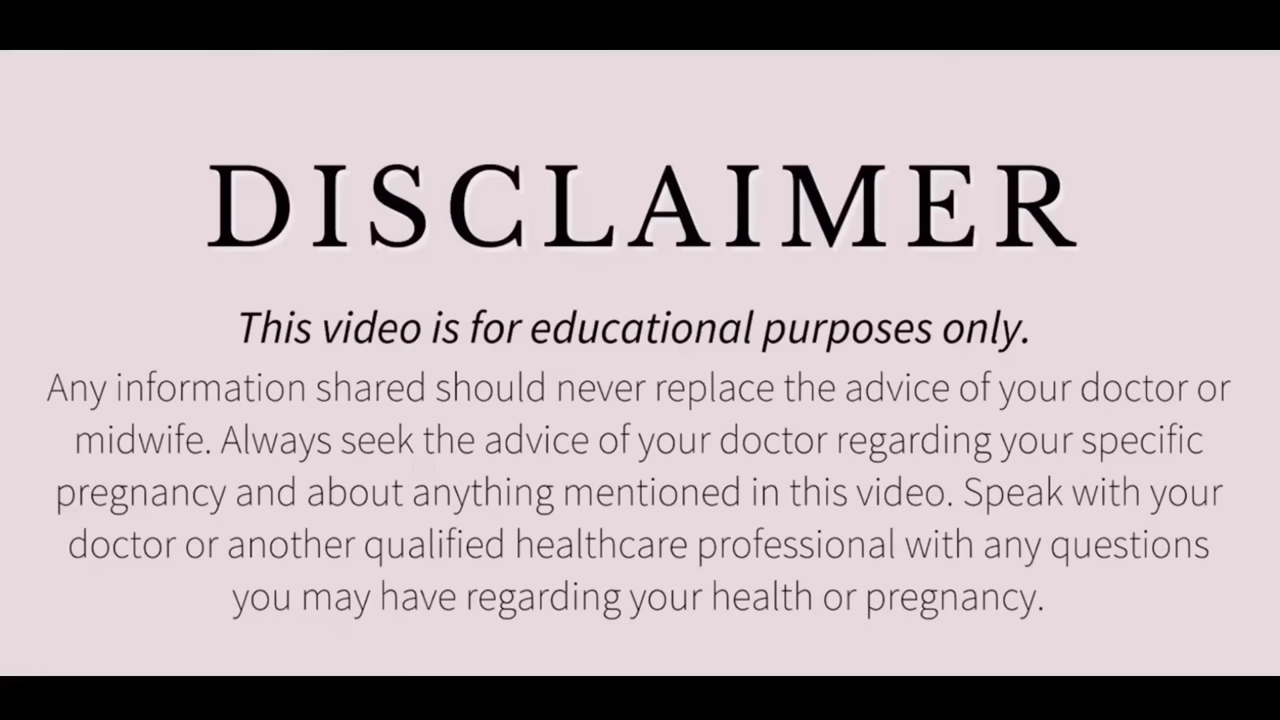 DISCLAIMER
This video is for educational purposes only.
Any information shared should never replace the advice of your doctor or
midwife. Always seek the advice of your doctor regarding your specific
pregnancy and about anything mentioned in this video. Speak with your
doctor or another qualified healthcare professional with any questions
you may have regarding your health or pregnancy.